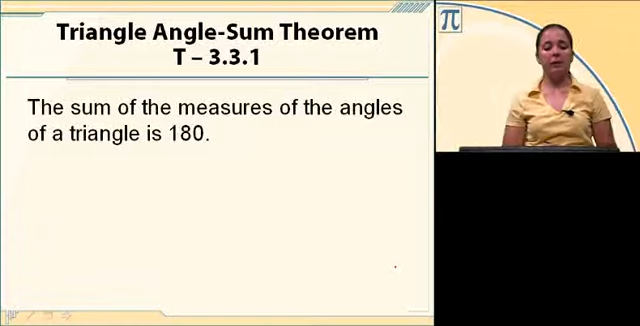 Triangle Angle-Sum Theorem
T – 3.3.1
π
The sum of the measures of the angles
of a triangle is 180.